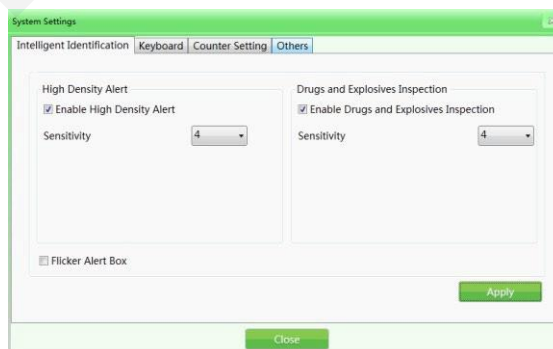 System Settings
Intelligent Identification Keyboard Counter Setting Others
High Density Alert
Enable High Density Alert
Sensitivity 4
Drugs and Explosives Inspection
Enable Drugs and Explosives Inspection
Sensitivity 4
Flicker Alert Box
Apply
Close